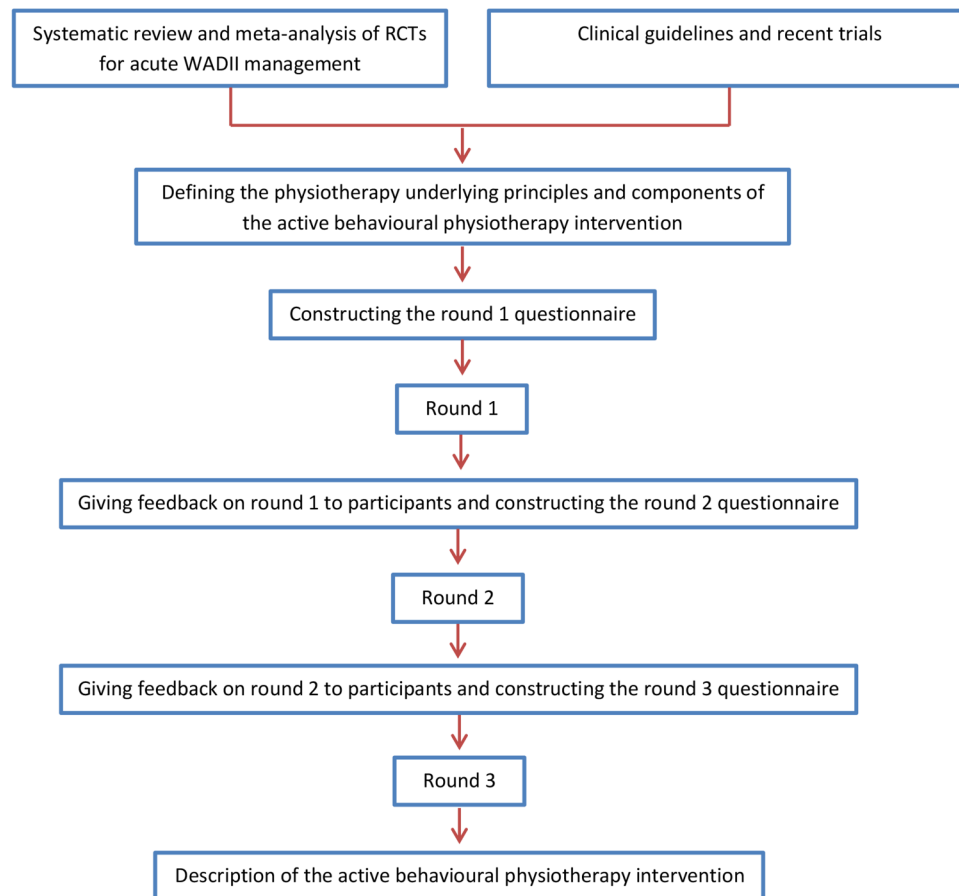 Systematic review and meta-analysis of RCTs
for acute WADII management
Clinical guidelines and recent trials
Defining the physiotherapy underlying principles and components of
the active behavioural physiotherapy intervention
Constructing the round 1 questionnaire
Round 1
Giving feedback on round 1 to participants and constructing the round 2 questionnaire
Round 2
Giving feedback on round 2 to participants and constructing the round 3 questionnaire
Round 3
Description of the active behavioural physiotherapy intervention